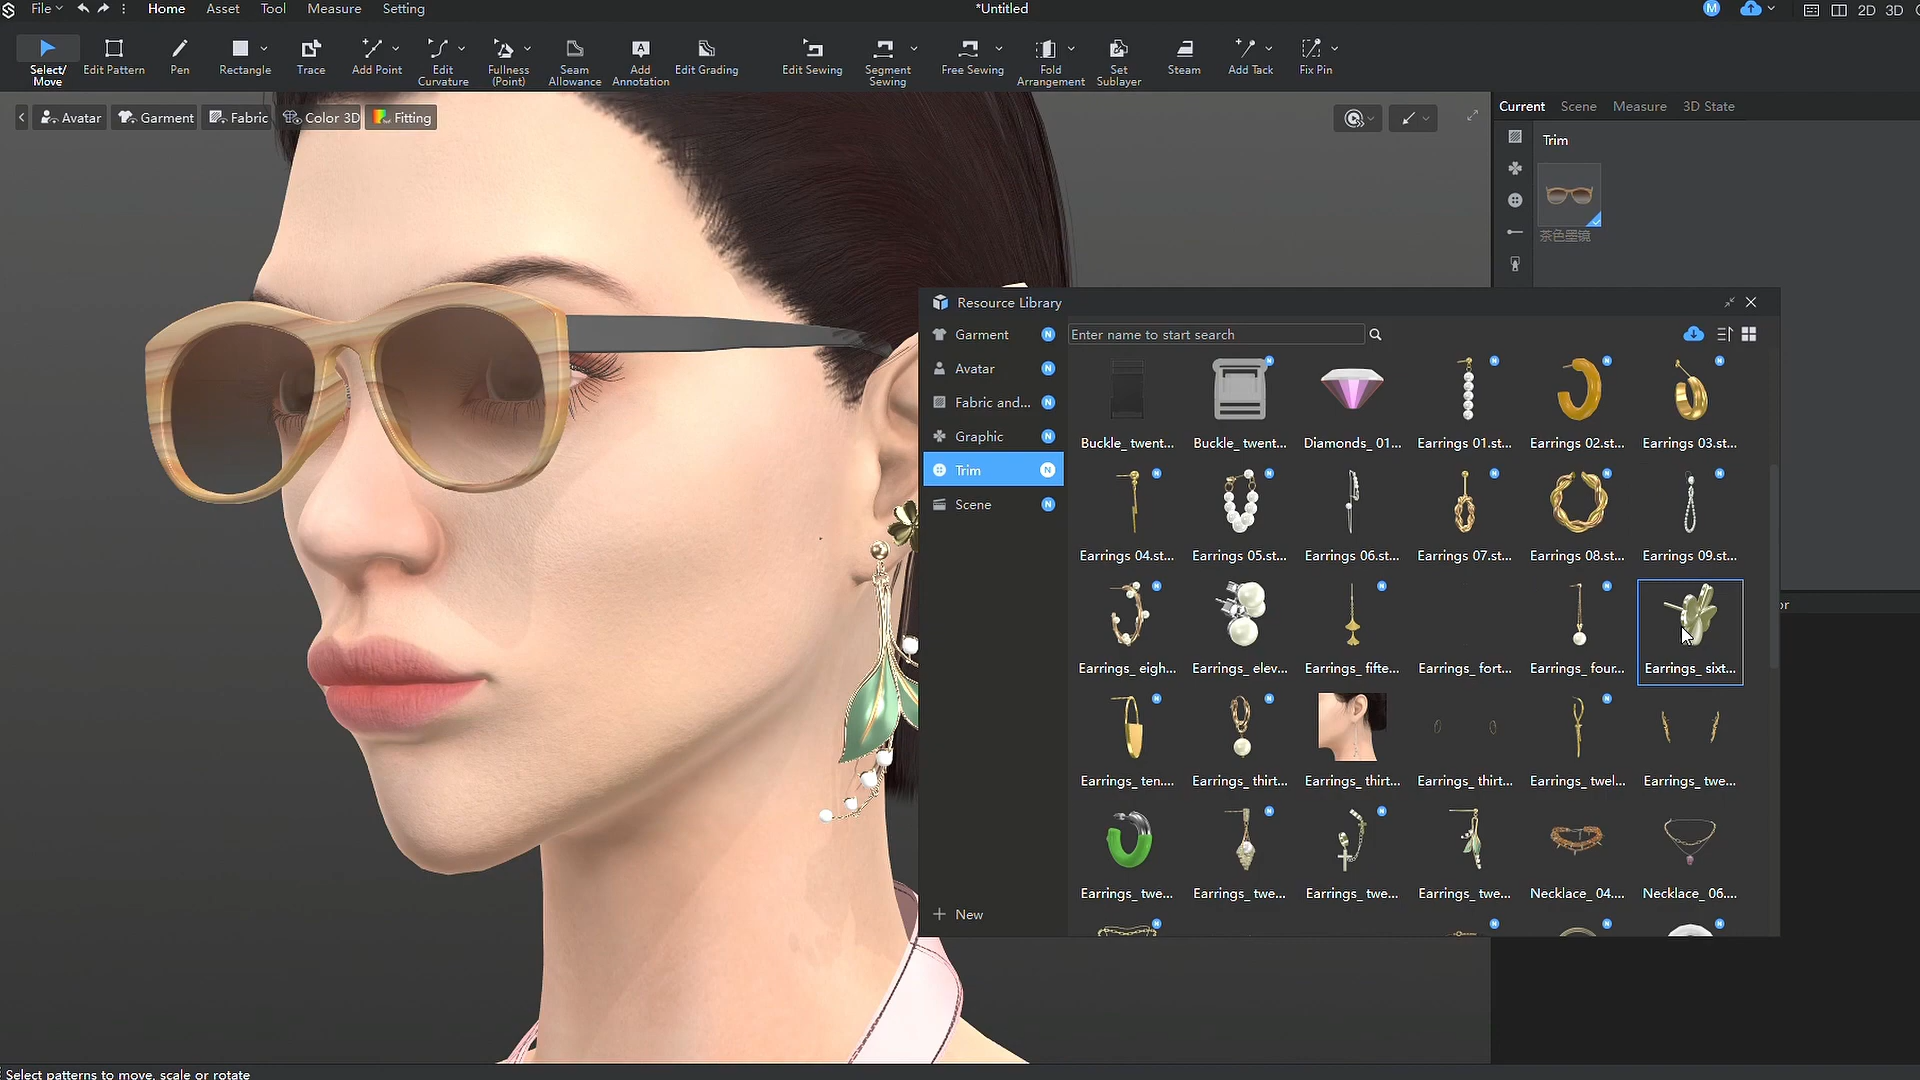 File
Home
Asset
Tool
Measure
Setting
*Untitled
M
2D
3D
Select/
Move
Edit Pattern
Pen
Rectangle
Trace
Add Point
Edit
Curvature
Fullness
(Point)
Seam
Allowance
A
Add
Annotation
Edit Grading
Edit Sewing
Segment
Sewing
Free Sewing
Fold
Arrangement
Set
Sublayer
Steam
Add Tack
Fix Pin
Avatar
Garment
Fabric
Color 3D
Fitting
Current
Scene
Measure
3D State
Trim
茶色墨镜
Resource Library
Garment N
Avatar N
Fabric and... N
Graphic N
Trim N
Scene N
New
Enter name to start search
Buckle_ twent...
Buckle_ twent...
Diamonds_ 01...
Earrings 01.st...
Earrings 02.st...
Earrings 03.st...
Earrings 04.st...
Earrings 05.st...
Earrings 06.st...
Earrings 07.st...
Earrings 08.st...
Earrings 09.st...
Earrings_ eigh...
Earrings_ elev...
Earrings_ fifte...
Earrings_ fort...
Earrings_ four...
Earrings_ sixt...
Earrings_ ten....
Earrings_ thirt...
Earrings_ thirt...
Earrings_ thirt...
Earrings_ twel...
Earrings_ twe...
Earrings_ twe...
Earrings_ twe...
Earrings_ twe...
Earrings_ twe...
Necklace_ 04....
Necklace_ 06....
or
Select patterns to move, scale or rotate